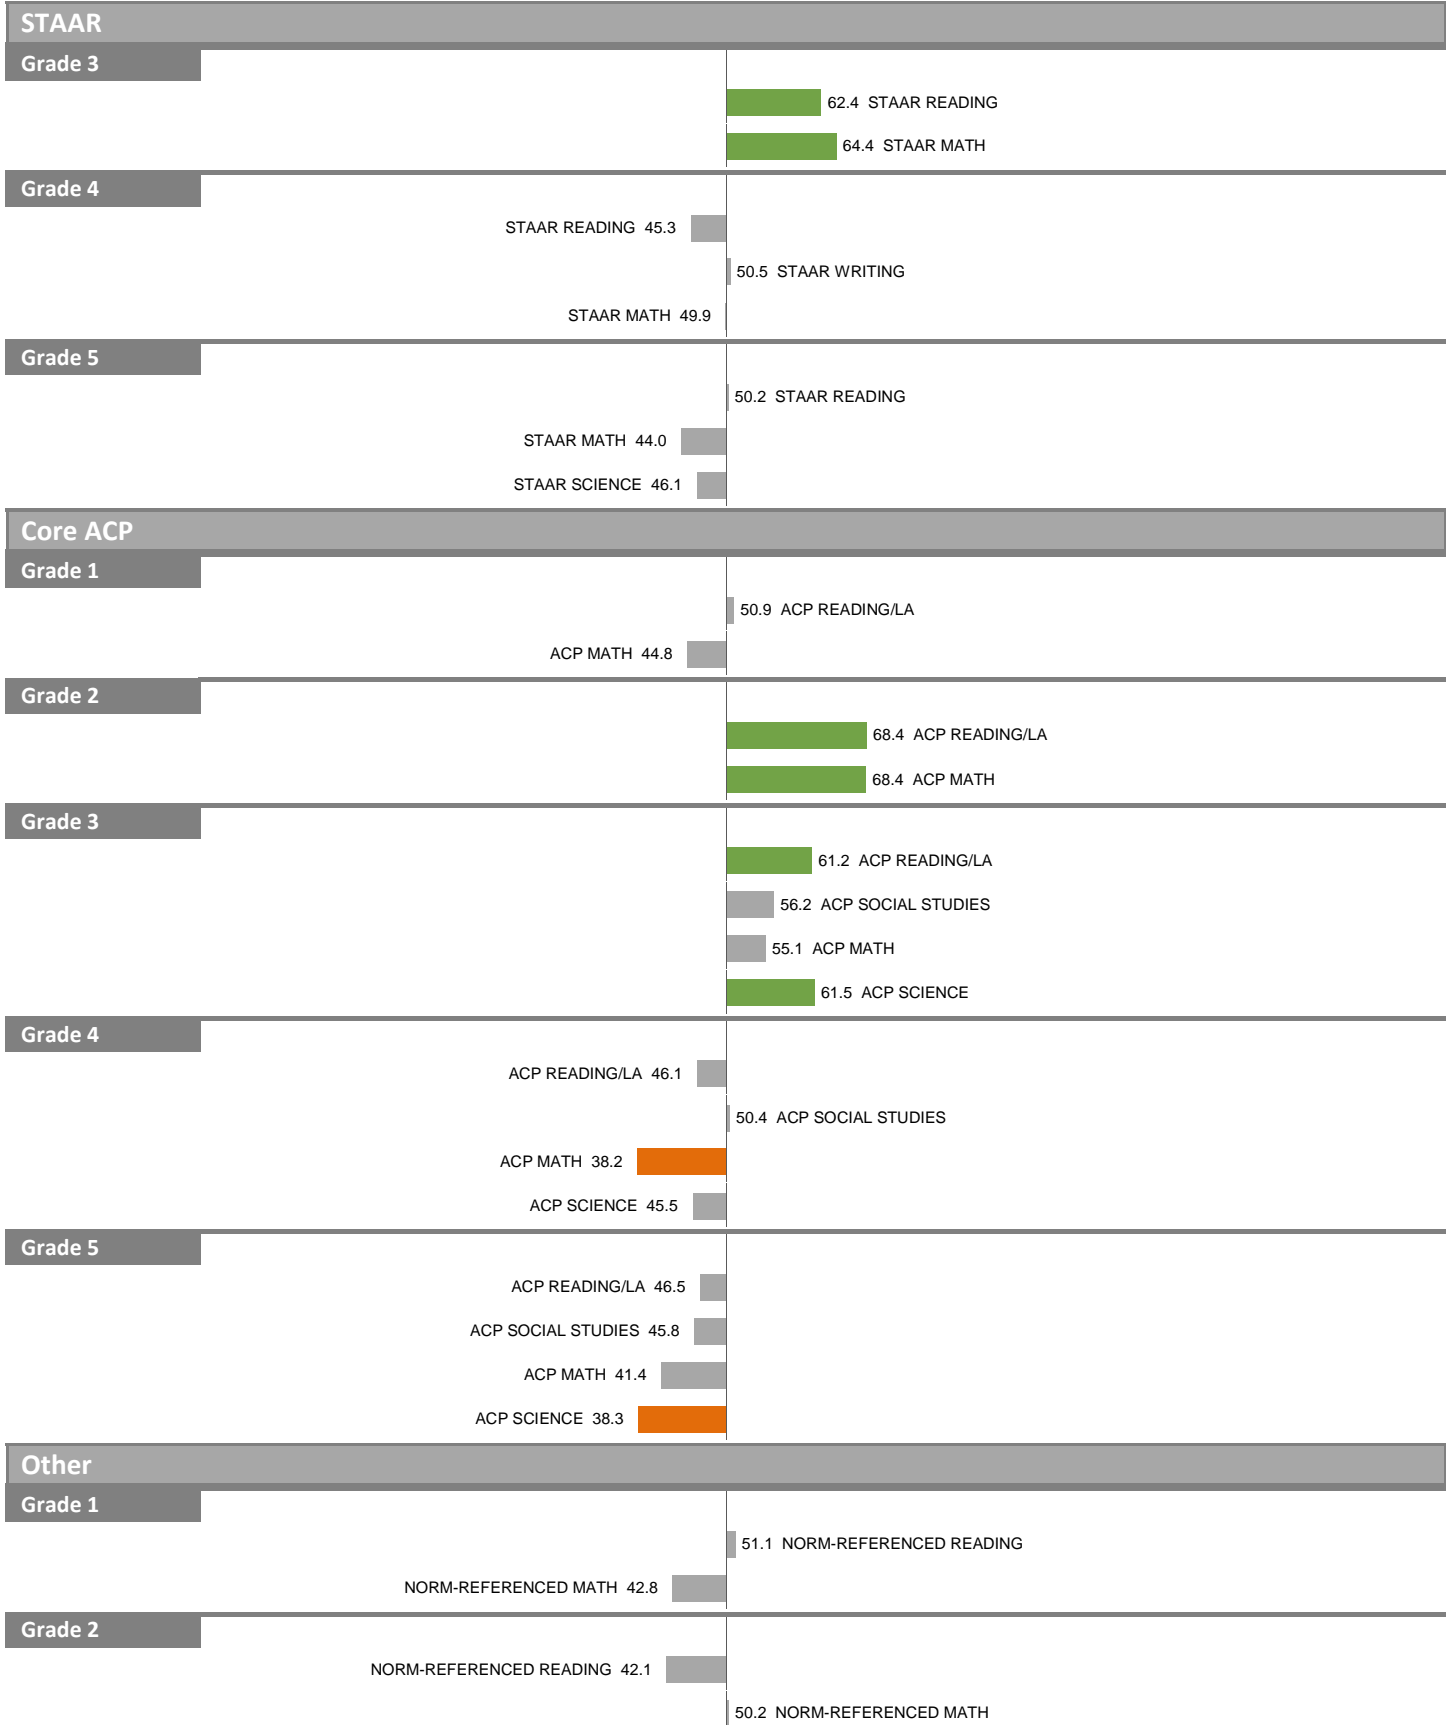 STAAR
Grade 3
62.4 STAAR READING
64.4 STAAR MATH
Grade 4
STAAR READING 45.3
50.5 STAAR WRITING
STAAR MATH 49.9
Grade 5
50.2 STAAR READING
STAAR MATH 44.0
STAAR SCIENCE 46.1
Core ACP
Grade 1
50.9 ACP READING/LA
ACP MATH 44.8
Grade 2
68.4 ACP READING/LA
68.4 ACP MATH
Grade 3
61.2 ACP READING/LA
56.2 ACP SOCIAL STUDIES
55.1 ACP MATH
61.5 ACP SCIENCE
Grade 4
ACP READING/LA 46.1
50.4 ACP SOCIAL STUDIES
ACP MATH 38.2
ACP SCIENCE 45.5
Grade 5
ACP READING/LA 46.5
ACP SOCIAL STUDIES 45.8
ACP MATH 41.4
ACP SCIENCE 38.3
Other
Grade 1
51.1 NORM-REFERENCED READING
NORM-REFERENCED MATH 42.8
Grade 2
NORM-REFERENCED READING 42.1
50.2 NORM-REFERENCED MATH